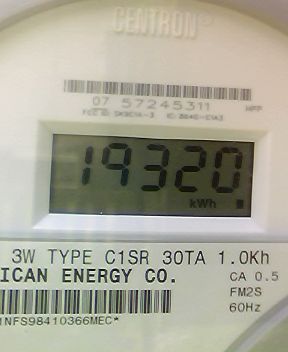 CENTRON®
07 57245311
19320
kWh
3W TYPE C1SR 30TA 1.0Kh
ICAN ENERGY CO.
CA 0.5
FM2S
60Hz
1NFS98410366MEC*